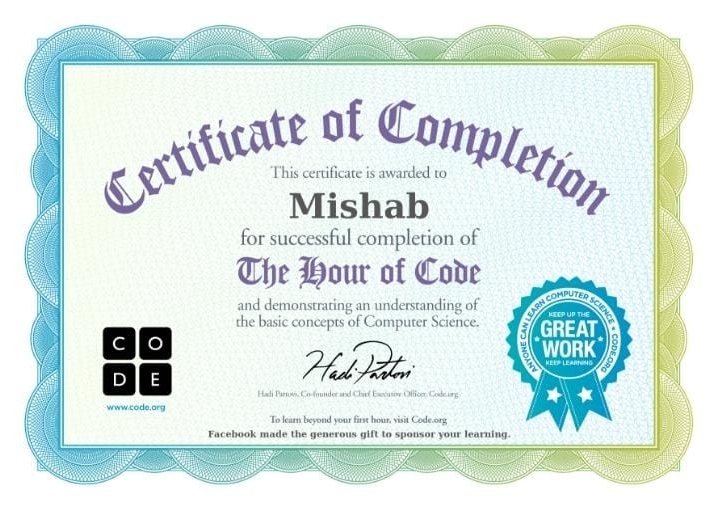 Certificate of Completion
This certificate is awarded to
Mishab
for successful completion of
The Hour of Code
and demonstrating an understanding of
the basic concepts of Computer Science.
Hadi Partovi
Hadi Partovi, Co-founder and Chief Executive Officer, Code.org
To learn beyond your first hour, visit Code.org
Facebook made the generous gift to sponsor your learning.
C O
D E
www.code.org
ANYONE CAN LEARN COMPUTER SCIENCE • CODE.ORG
KEEP UP THE
GREAT
WORK
KEEP LEARNING